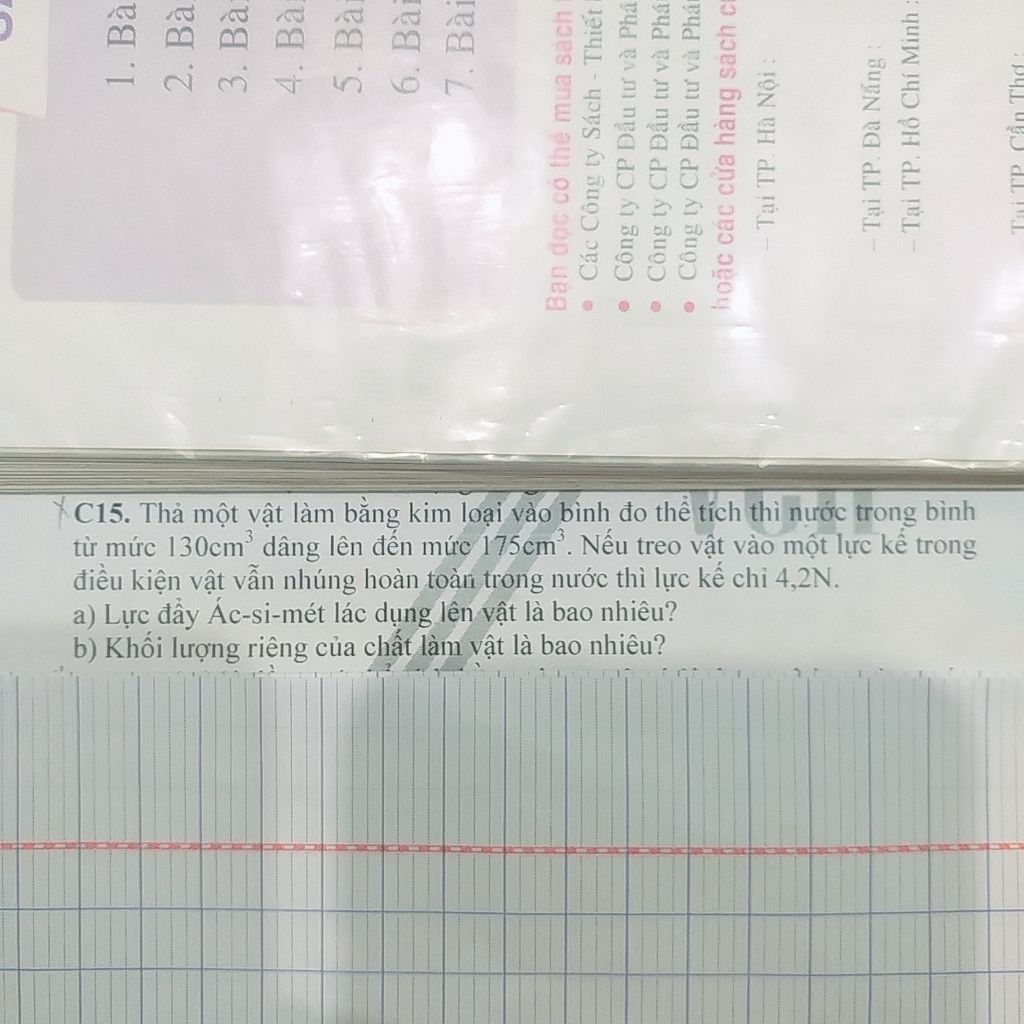 1. Bà
2. Bà
3. Bà
4. Bà
5. Bài
6. Bài
7. Bài
Bạn đọc có thể mua sách
• Các Công ty Sách - Thiết
• Công ty CP Đầu tư và Phá
• Công ty CP Đầu tư và Phá
• Công ty CP Đầu tư và Phá
hoặc các cửa hàng sách c
- Tại TP. Hà Nội :
- Tại TP. Đà Nẵng :
- Tại TP. Hồ Chí Minh :
Tại TP. Cần Thơ :
C15. Thả một vật làm bằng kim loại vào bình đo thể tích thì nước trong bình
từ mức 130cm³ dâng lên đến mức 175cm³. Nếu treo vật vào một lực kế trong
điều kiện vật vẫn nhúng hoàn toàn trong nước thì lực kế chỉ 4,2N.
a) Lực đẩy Ác-si-mét lác dụng lên vật là bao nhiêu?
b) Khối lượng riêng của chất làm vật là bao nhiêu?